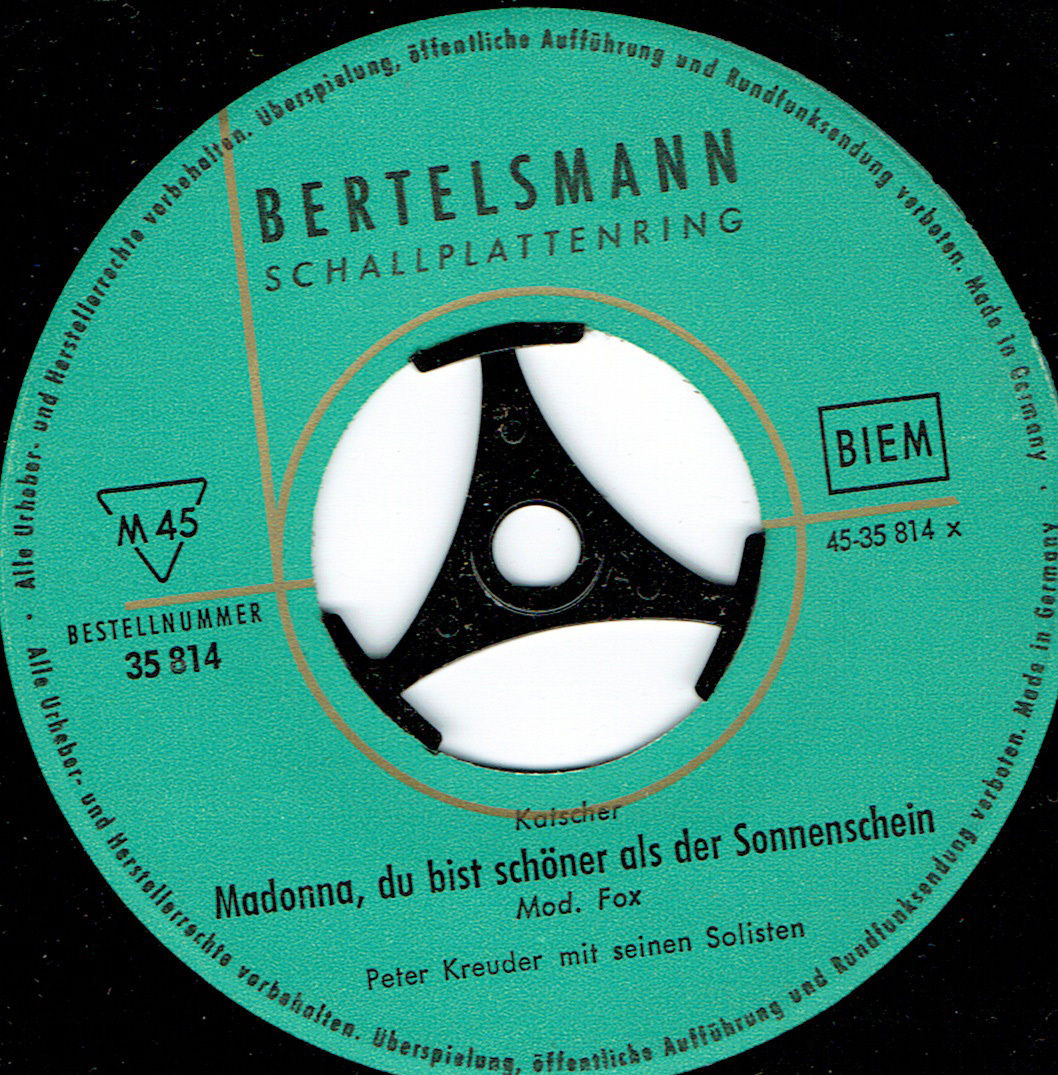 Alle Urheber- und Herstellerrechte vorbehalten. Überspielung, öffentliche Aufführung und Rundfunksendung verboten. Made in Germany ·
BERTELSMANN
SCHALLPLATTENRING
M 45
BIEM
45-35 814 x
BESTELLNUMMER
35 814
Katscher
Madonna, du bist schöner als der Sonnenschein
Mod. Fox
Peter Kreuder mit seinen Solisten
· Alle Urheber- und Herstellerrechte vorbehalten. Überspielung, öffentliche Aufführung und Rundfunksendung verboten. Made in Germany